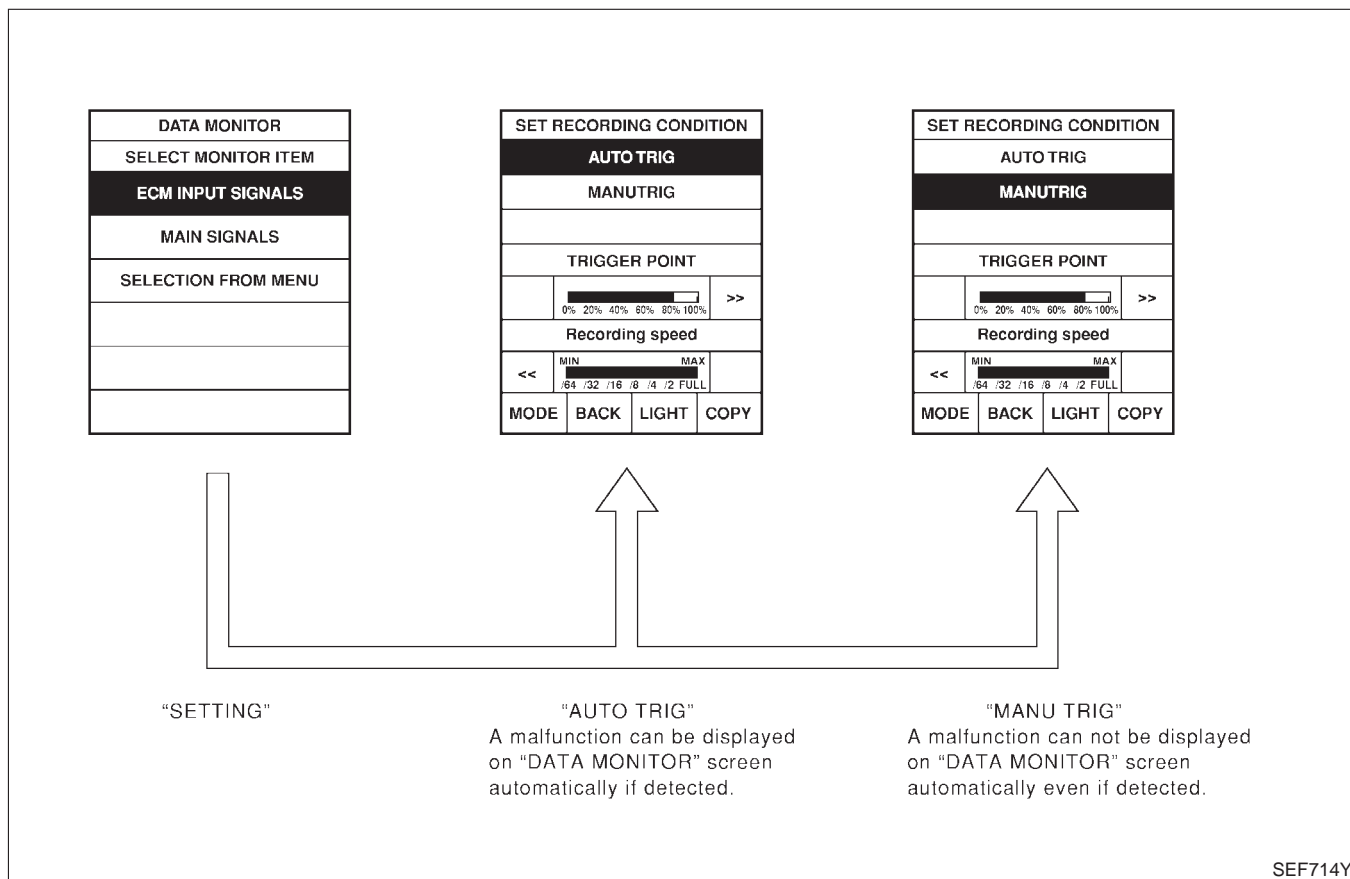 DATA MONITOR
SELECT MONITOR ITEM
ECM INPUT SIGNALS
MAIN SIGNALS
SELECTION FROM MENU
SET RECORDING CONDITION
AUTO TRIG
MANUTRIG
TRIGGER POINT
>>
0% 20% 40% 60% 80% 100%
Recording speed
MIN MAX
<<
/64 /32 /16 /8 /4 /2 FULL
MODE BACK LIGHT COPY
SET RECORDING CONDITION
AUTO TRIG
MANUTRIG
TRIGGER POINT
>>
0% 20% 40% 60% 80% 100%
Recording speed
MIN MAX
<<
/64 /32 /16 /8 /4 /2 FULL
MODE BACK LIGHT COPY
“SETTING”
“AUTO TRIG”
A malfunction can be displayed
on “DATA MONITOR” screen
automatically if detected.
“MANU TRIG”
A malfunction can not be displayed
on “DATA MONITOR” screen
automatically even if detected.
SEF714Y